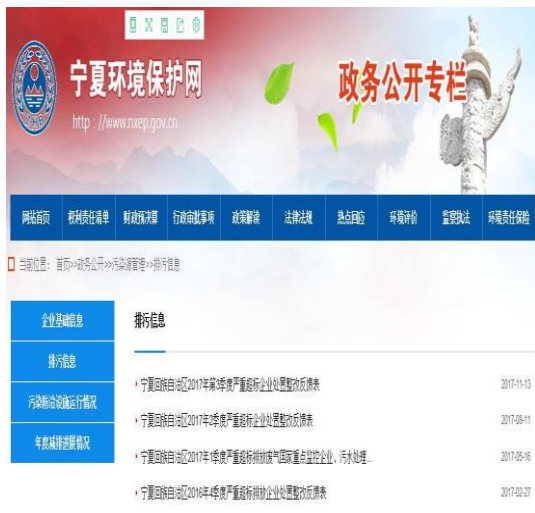 宁夏环境保护网
http://www.nxep.gov.cn
政务公开专栏
网站首页 权利责任清单 财政预决算 行政审批事项 政策解读 法律法规 热点回应 环境评价 监察执法 环境责任保险
当前位置：首页>>政务公开>>污染源管理>>排污信息
企业基础信息
排污信息
污染防治设施运行情况
年度减排进展情况
排污信息
宁夏回族自治区2017年第3季度严重超标企业处置整改反馈表 2017-11-13
宁夏回族自治区2017年2季度严重超标企业处置整改反馈表 2017-08-11
宁夏回族自治区2017年1季度严重超标排放废气国家重点监控企业、污水处理... 2017-05-16
宁夏回族自治区2016年4季度严重超标排放企业处置整改反馈表 2017-02-27